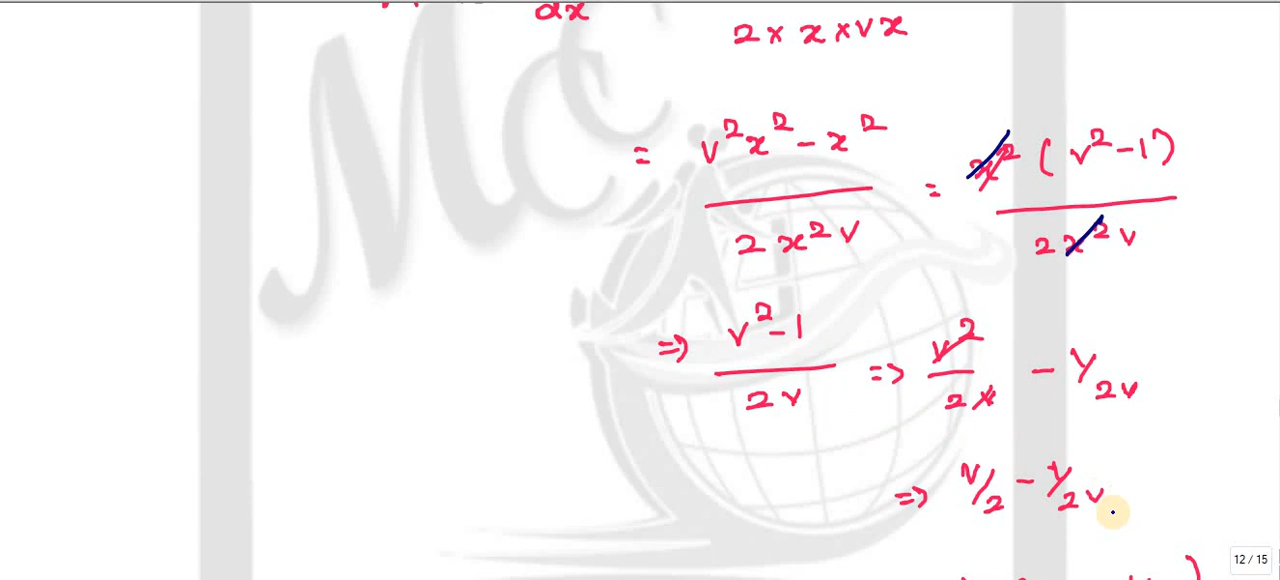 dx
2 × x × vx
= v²x² - x² / 2x²v = x² (v² - 1) / 2x²v
=> v² - 1 / 2v => v² / 2v - 1/2v
=> v/2 - 1/2v
12 / 15